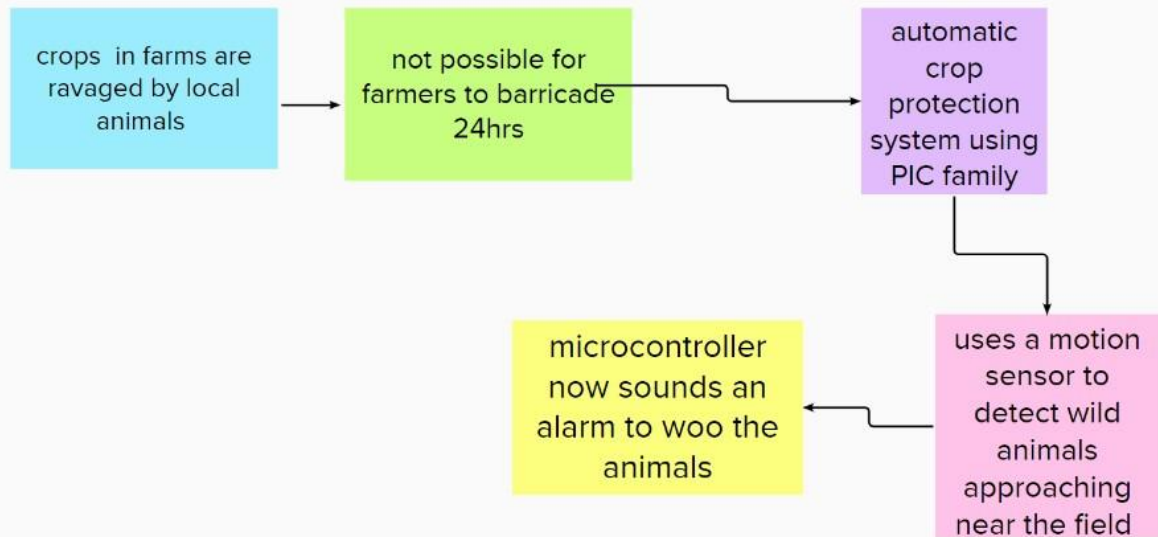 crops in farms are
ravaged by local
animals
not possible for
farmers to barricade
24hrs
automatic
crop
protection
system using
PIC family
uses a motion
sensor to
detect wild
animals
approaching
near the field
microcontroller
now sounds an
alarm to woo the
animals